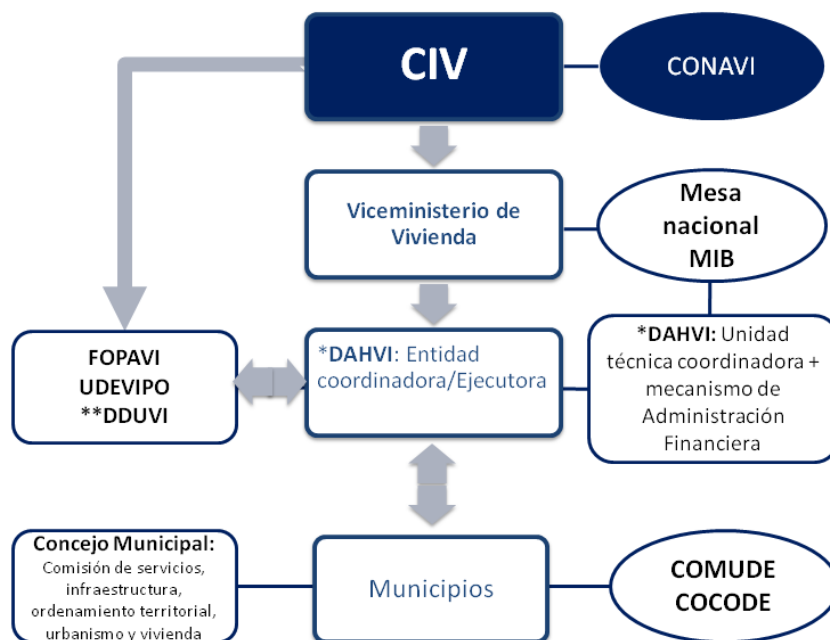 CIV
CONAVI
Viceministerio de
Vivienda
Mesa
nacional
MIB
FOPAVI
UDEVIPO
**DDUVI
*DAHVI: Entidad
coordinadora/Ejecutora
*DAHVI: Unidad
técnica coordinadora +
mecanismo de
Administración
Financiera
Concejo Municipal:
Comisión de servicios,
infraestructura,
ordenamiento territorial,
urbanismo y vivienda
Municipios
COMUDE
COCODE